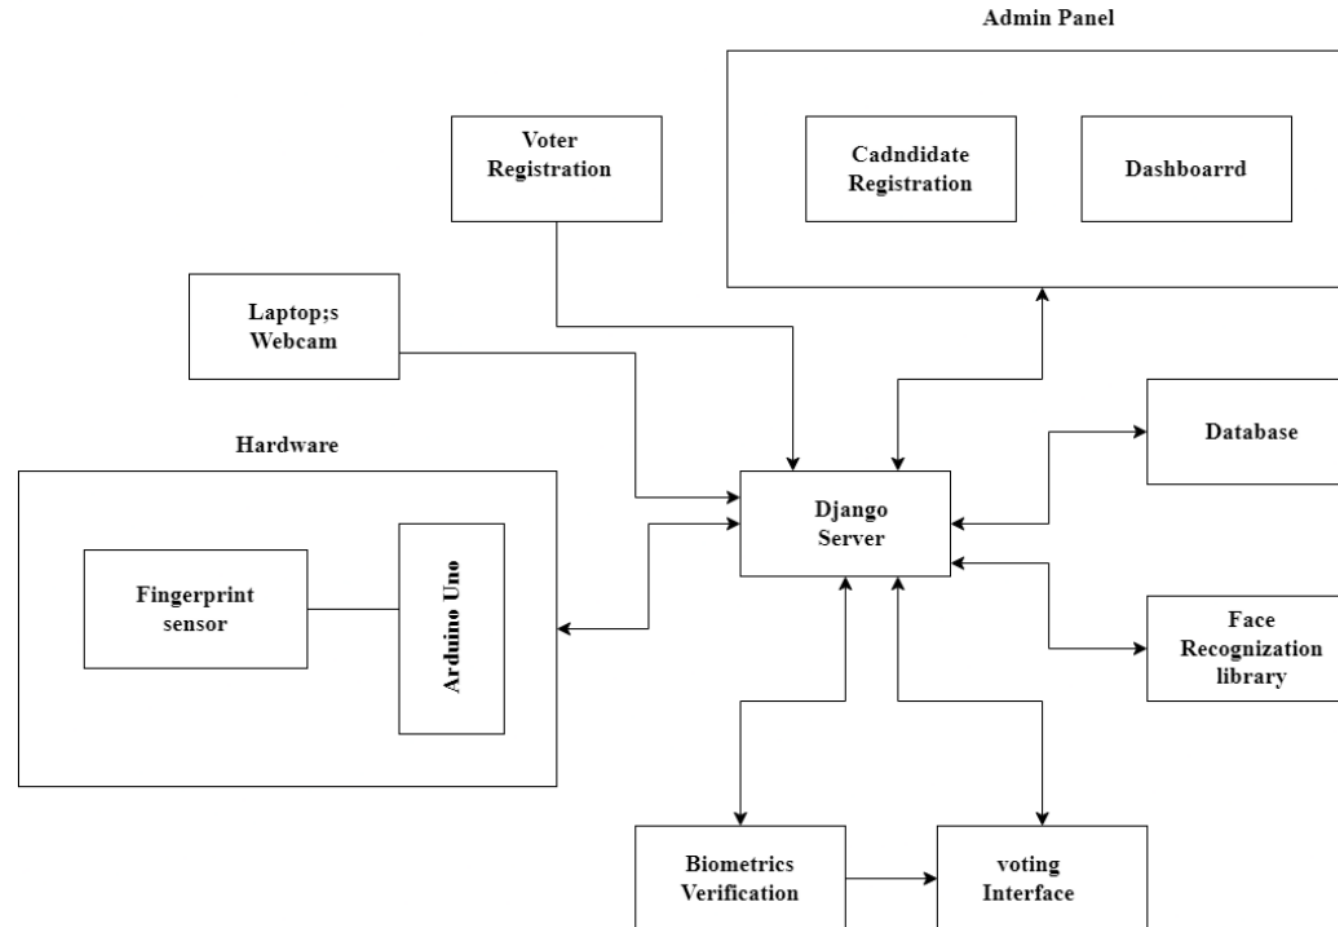 Admin Panel
Voter
Registration
Cadndidate
Registration
Dashboarrd
Laptop;s
Webcam
Hardware
Database
Django
Server
Fingerprint
sensor
Arduino Uno
Face
Recognization
library
Biometrics
Verification
voting
Interface